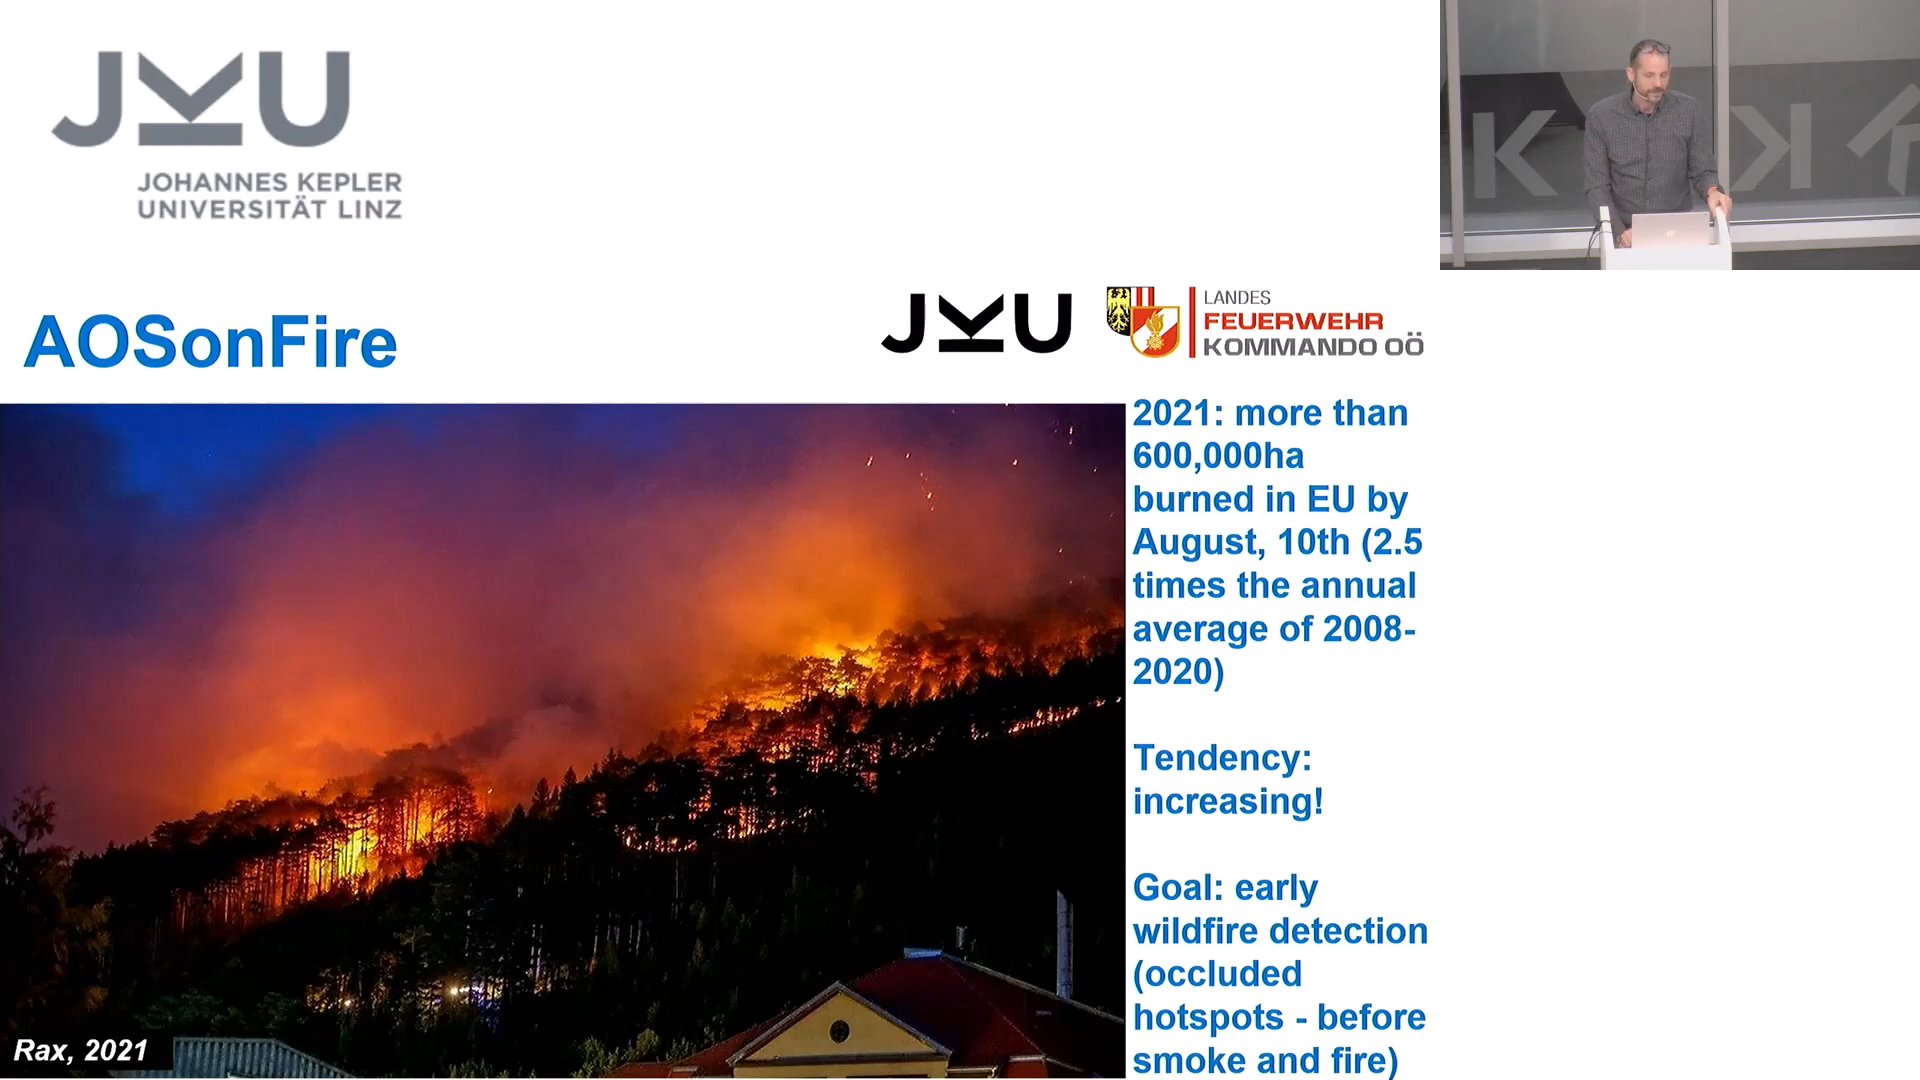 JKU
JOHANNES KEPLER
UNIVERSITÄT LINZ
K K
AOSonFire
JKU
LANDES
FEUERWEHR
KOMMANDO OÖ
2021: more than
600,000ha
burned in EU by
August, 10th (2.5
times the annual
average of 2008-
2020)
Tendency:
increasing!
Goal: early
wildfire detection
(occluded
hotspots - before
smoke and fire)
Rax, 2021